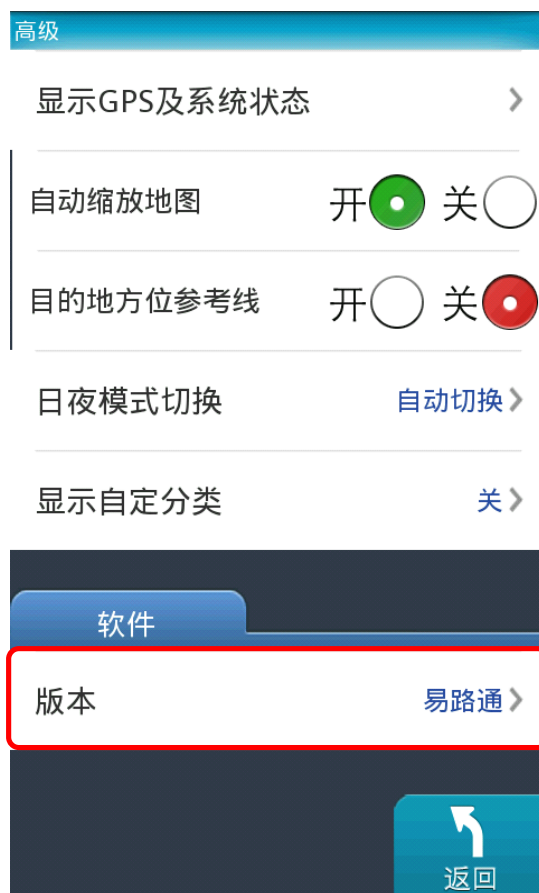 高级
显示GPS及系统状态
自动缩放地图 开 关
目的地方位参考线 开 关
日夜模式切换 自动切换
显示自定分类 关
软件
版本 易路通
返回